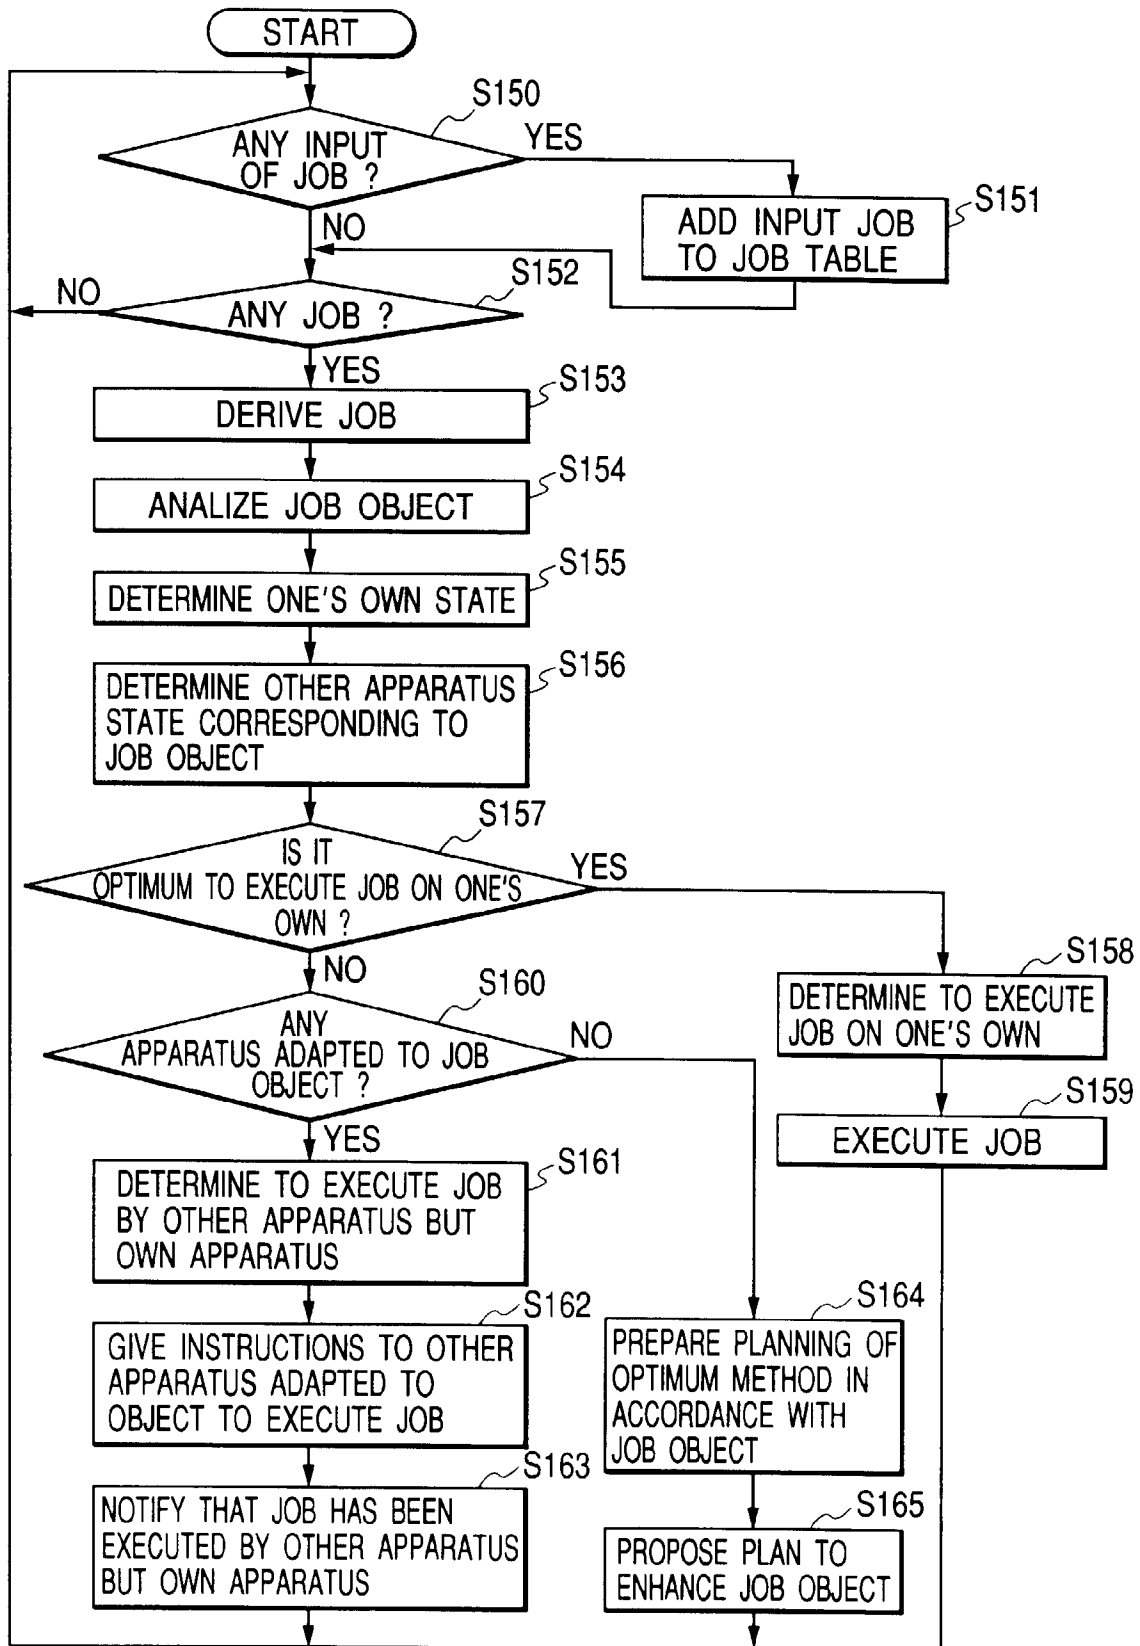 START
S150
ANY INPUT
OF JOB ?
YES
S151
ADD INPUT JOB
TO JOB TABLE
NO
S152
NO
ANY JOB ?
YES
S153
DERIVE JOB
S154
ANALIZE JOB OBJECT
S155
DETERMINE ONE'S OWN STATE
S156
DETERMINE OTHER APPARATUS
STATE CORRESPONDING TO
JOB OBJECT
S157
IS IT
OPTIMUM TO EXECUTE JOB ON ONE'S
OWN ?
YES
NO
S158
DETERMINE TO EXECUTE
JOB ON ONE'S OWN
S159
EXECUTE JOB
S160
ANY
APPARATUS ADAPTED TO JOB
OBJECT ?
NO
YES
S161
DETERMINE TO EXECUTE JOB
BY OTHER APPARATUS BUT
OWN APPARATUS
S162
GIVE INSTRUCTIONS TO OTHER
APPARATUS ADAPTED TO
OBJECT TO EXECUTE JOB
S163
NOTIFY THAT JOB HAS BEEN
EXECUTED BY OTHER APPARATUS
BUT OWN APPARATUS
S164
PREPARE PLANNING OF
OPTIMUM METHOD IN
ACCORDANCE WITH
JOB OBJECT
S165
PROPOSE PLAN TO
ENHANCE JOB OBJECT